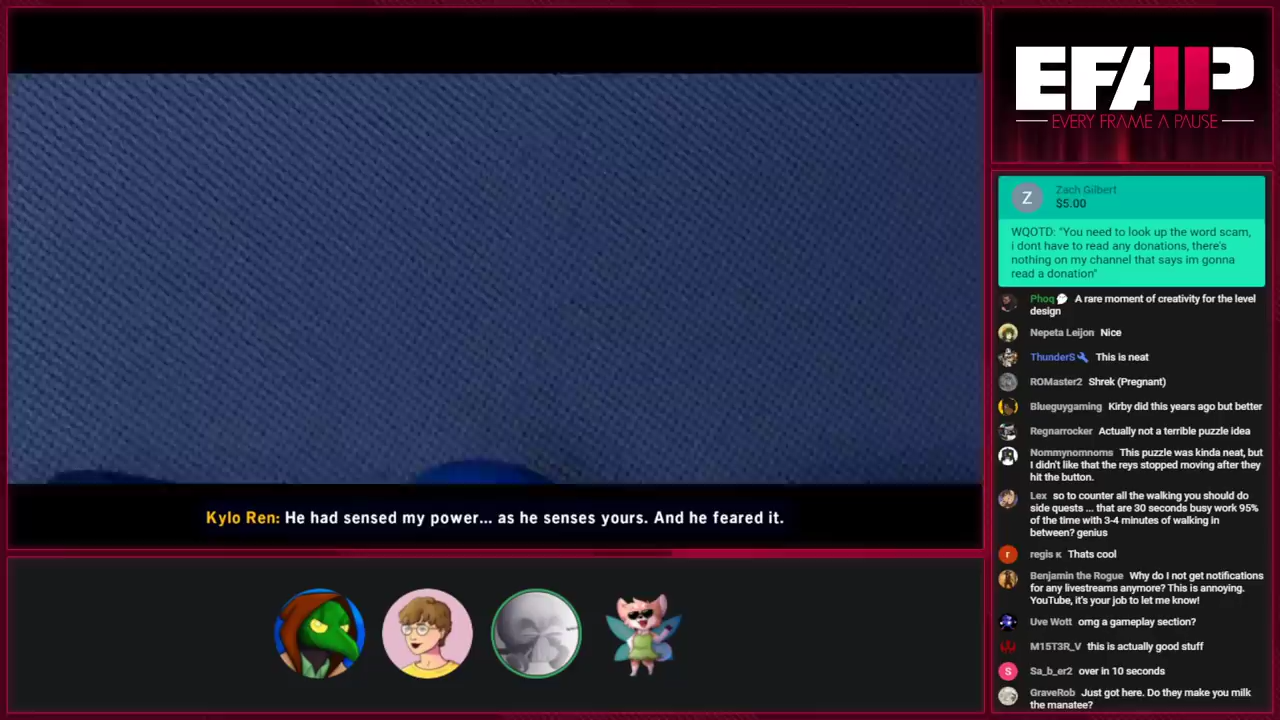 EFAP
EVERY FRAME A PAUSE
Z
Zach Gilbert
$5.00
WQOTD: "You need to look up the word scam,
i dont have to read any donations, there's
nothing on my channel that says im gonna
read a donation"
Phoq A rare moment of creativity for the level
design
Nepeta Leijon Nice
ThunderS This is neat
ROMaster2 Shrek (Pregnant)
Blueguygaming Kirby did this years ago but better
Regnarrocker Actually not a terrible puzzle idea
Nommynomnoms This puzzle was kinda neat, but
I didn't like that the reys stopped moving after they
hit the button.
Lex so to counter all the walking you should do
side quests ... that are 30 seconds busy work 95%
of the time with 3-4 minutes of walking in
between? genius
r regis ĸ Thats cool
Benjamin the Rogue Why do I not get notifications
for any livestreams anymore? This is annoying.
YouTube, it's your job to let me know!
Uve Wott omg a gameplay section?
M15T3R_V this is actually good stuff
S Sa_b_er2 over in 10 seconds
GraveRob Just got here. Do they make you milk
the manatee?
Kylo Ren: He had sensed my power... as he senses yours. And he feared it.